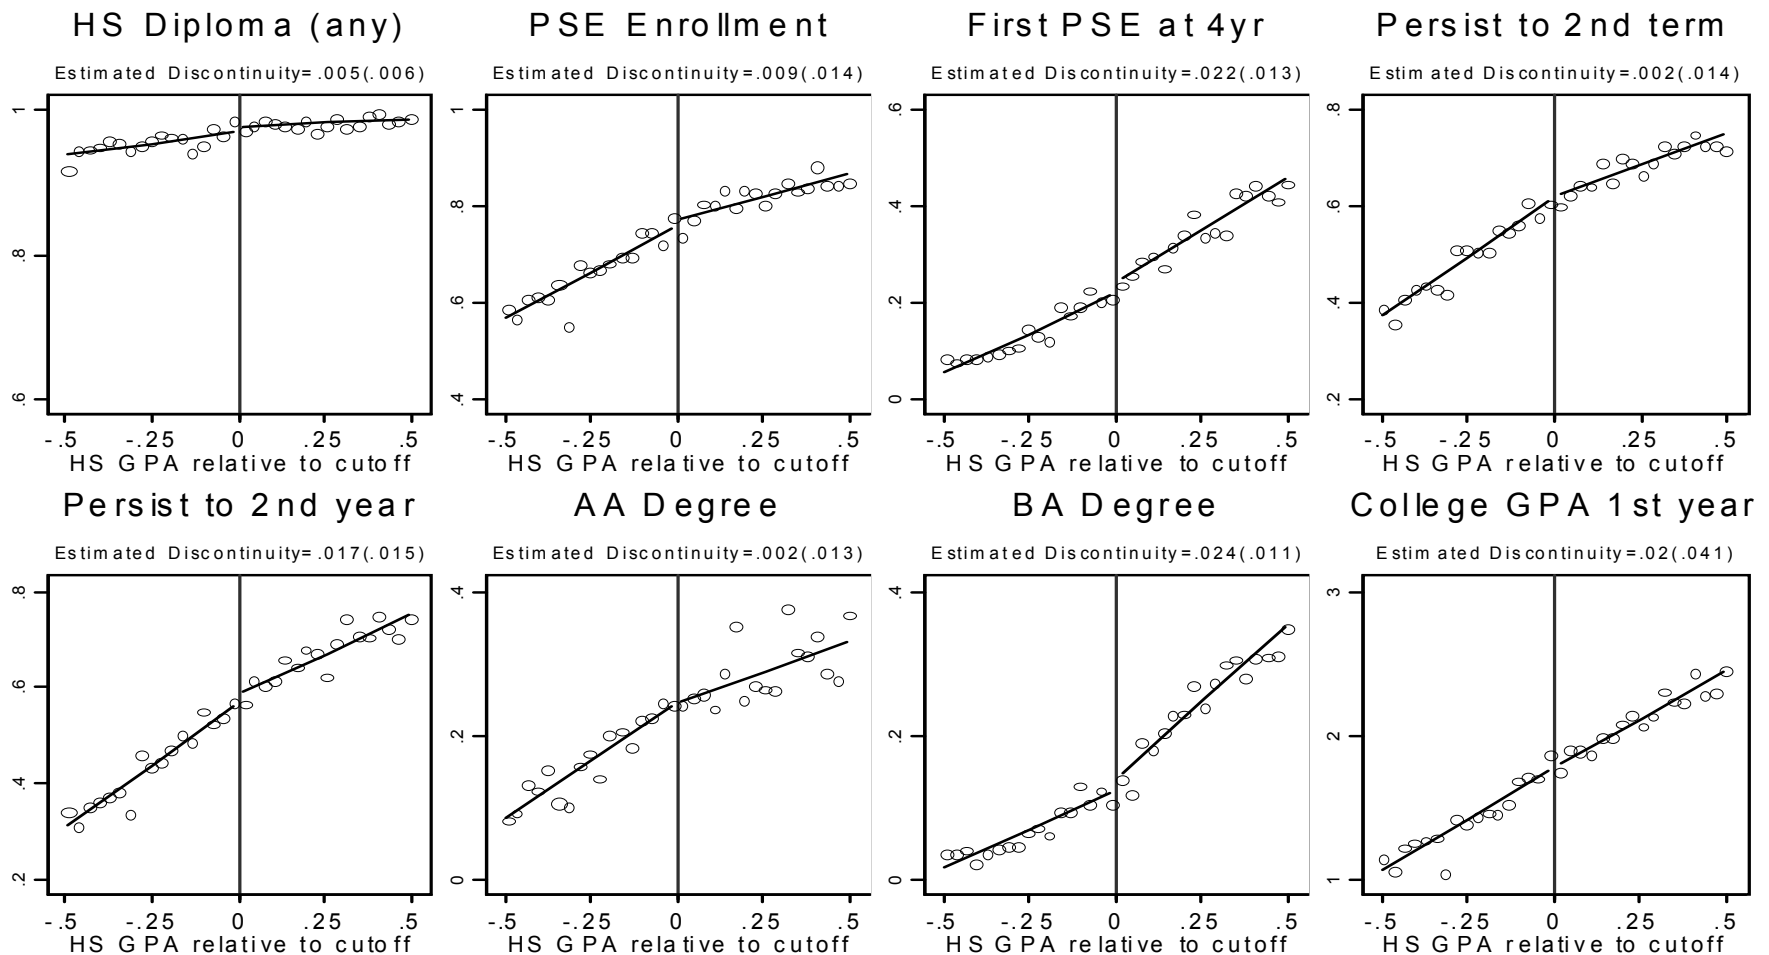 HS Diploma (any)
Estimated Discontinuity=.005(.006)
1
.8
.6
-.5 -.25 0 .25 .5
HS GPA relative to cutoff
PSE Enrollment
Estimated Discontinuity=.009(.014)
1
.8
.6
.4
-.5 -.25 0 .25 .5
HS GPA relative to cutoff
First PSE at 4yr
Estimated Discontinuity=.022(.013)
.6
.4
.2
0
-.5 -.25 0 .25 .5
HS GPA relative to cutoff
Persist to 2nd term
Estimated Discontinuity=.002(.014)
.8
.6
.4
.2
-.5 -.25 0 .25 .5
HS GPA relative to cutoff
Persist to 2nd year
Estimated Discontinuity=.017(.015)
.8
.6
.4
.2
-.5 -.25 0 .25 .5
HS GPA relative to cutoff
AA Degree
Estimated Discontinuity=.002(.013)
.4
.2
0
-.5 -.25 0 .25 .5
HS GPA relative to cutoff
BA Degree
Estimated Discontinuity=.024(.011)
.4
.2
0
-.5 -.25 0 .25 .5
HS GPA relative to cutoff
College GPA 1st year
Estimated Discontinuity=.02(.041)
3
2
1
-.5 -.25 0 .25 .5
HS GPA relative to cutoff